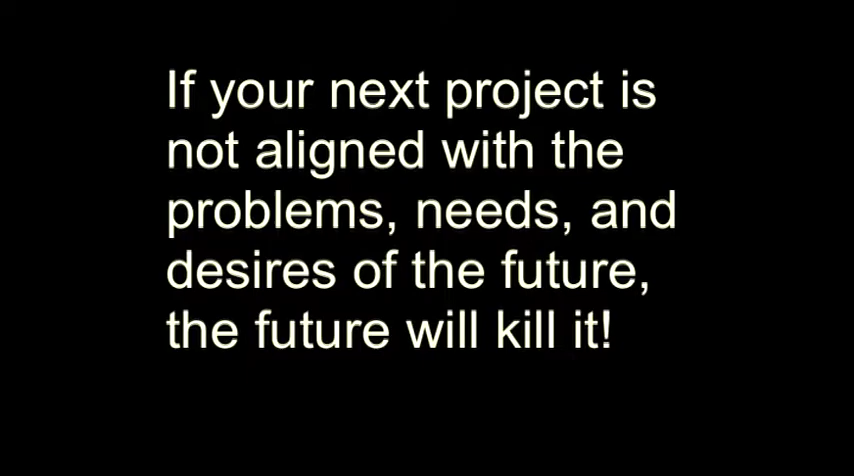 If your next project is
not aligned with the
problems, needs, and
desires of the future,
the future will kill it!